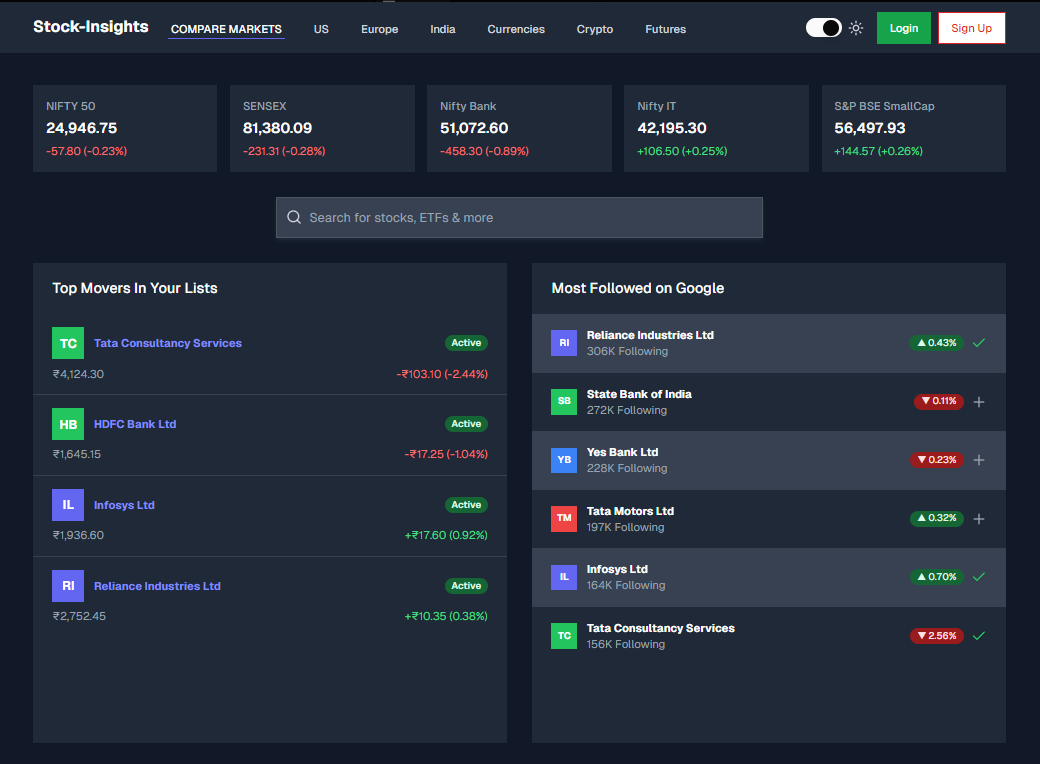 Stock-Insights COMPARE MARKETS US Europe India Currencies Crypto Futures Login Sign Up
NIFTY 50
24,946.75
-57.80 (-0.23%)
SENSEX
81,380.09
-231.31 (-0.28%)
Nifty Bank
51,072.60
-458.30 (-0.89%)
Nifty IT
42,195.30
+106.50 (+0.25%)
S&P BSE SmallCap
56,497.93
+144.57 (+0.26%)
Search for stocks, ETFs & more
Top Movers In Your Lists
TC Tata Consultancy Services Active
₹4,124.30 -₹103.10 (-2.44%)
HB HDFC Bank Ltd Active
₹1,645.15 -₹17.25 (-1.04%)
IL Infosys Ltd Active
₹1,936.60 +₹17.60 (0.92%)
RI Reliance Industries Ltd Active
₹2,752.45 +₹10.35 (0.38%)
Most Followed on Google
RI Reliance Industries Ltd ▲ 0.43%
306K Following
SB State Bank of India ▼ 0.11%
272K Following
YB Yes Bank Ltd ▼ 0.23%
228K Following
TM Tata Motors Ltd ▲ 0.32%
197K Following
IL Infosys Ltd ▲ 0.70%
164K Following
TC Tata Consultancy Services ▼ 2.56%
156K Following